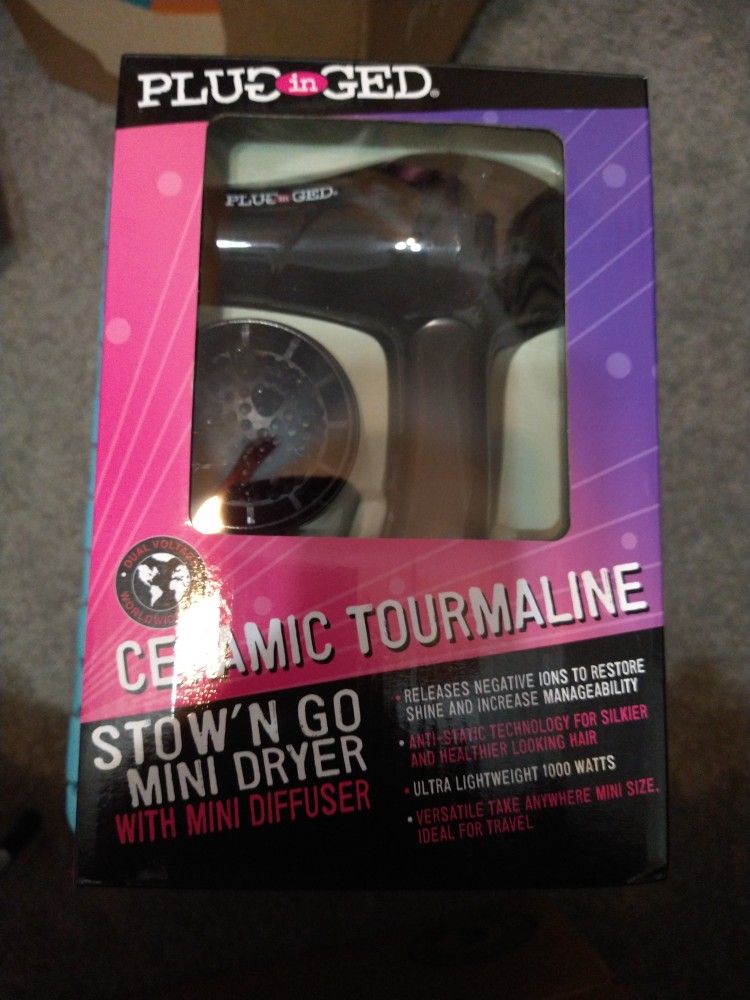 PLUGinGED®
PLUGinGED®
DUAL VOLTAGE
WORLDWIDE
CERAMIC TOURMALINE
STOW'N GO
MINI DRYER
WITH MINI DIFFUSER
• RELEASES NEGATIVE IONS TO RESTORE
SHINE AND INCREASE MANAGEABILITY
• ANTI-STATIC TECHNOLOGY FOR SILKIER
AND HEALTHIER LOOKING HAIR
• ULTRA LIGHTWEIGHT 1000 WATTS
• VERSATILE TAKE ANYWHERE MINI SIZE,
IDEAL FOR TRAVEL